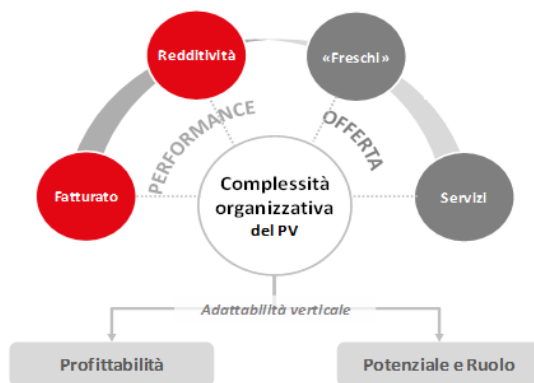 Redditività
«Freschi»
PERFORMANCE
OFFERTA
Fatturato
Complessità
organizzativa
del PV
Servizi
Adattabilità verticale
Profittabilità
Potenziale e Ruolo